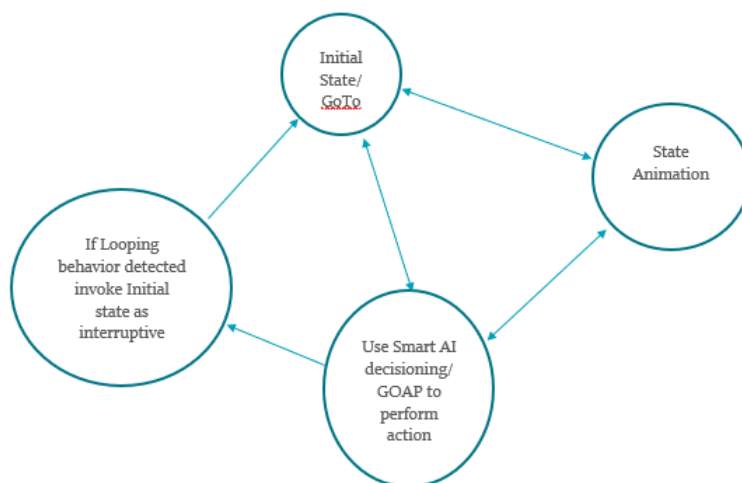 Initial
State/
GoTo
State
Animation
If Looping
behavior detected
invoke Initial
state as
interruptive
Use Smart AI
decisioning/
GOAP to
perform
action